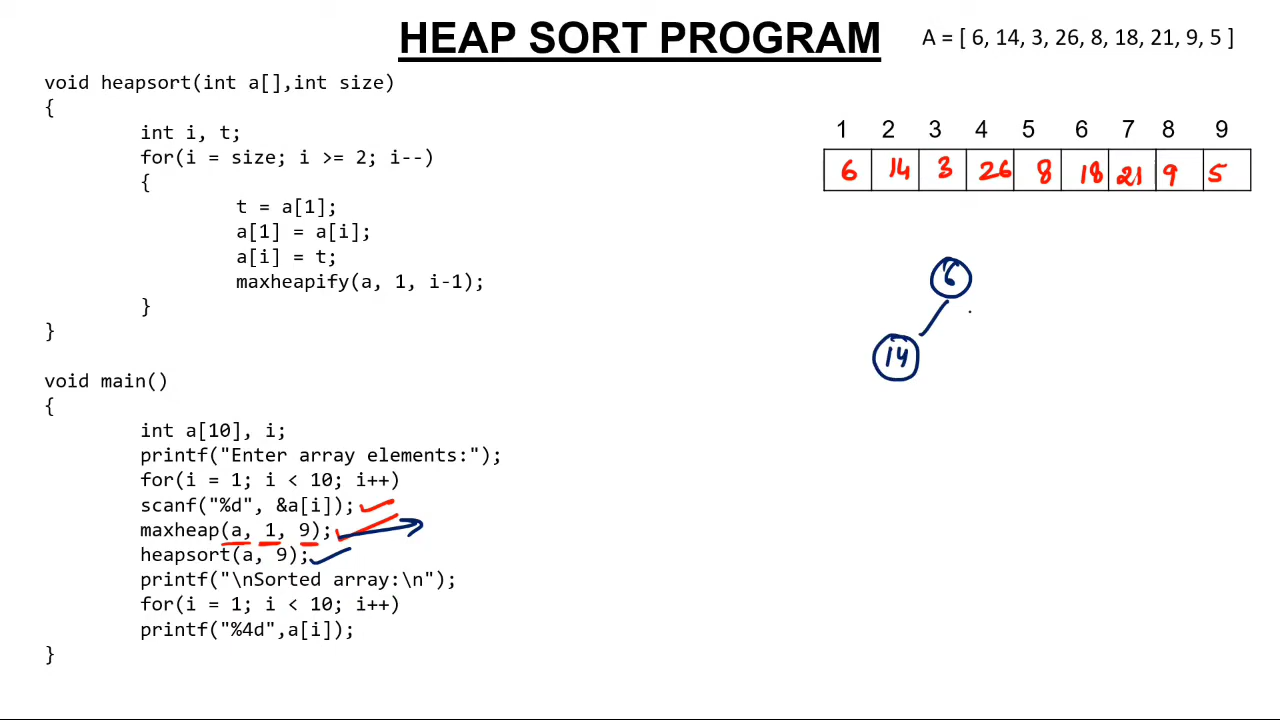 HEAP SORT PROGRAM
A = [ 6, 14, 3, 26, 8, 18, 21, 9, 5 ]
void heapsort(int a[],int size)
{
int i, t;
for(i = size; i >= 2; i--)
{
t = a[1];
a[1] = a[i];
a[i] = t;
maxheapify(a, 1, i-1);
}
}
void main()
{
int a[10], i;
printf("Enter array elements:");
for(i = 1; i < 10; i++)
scanf("%d", &a[i]);
maxheap(a, 1, 9);
heapsort(a, 9);
printf("\nSorted array:\n");
for(i = 1; i < 10; i++)
printf("%4d",a[i]);
}
1 2 3 4 5 6 7 8 9
6 14 3 26 8 18 21 9 5
6
14